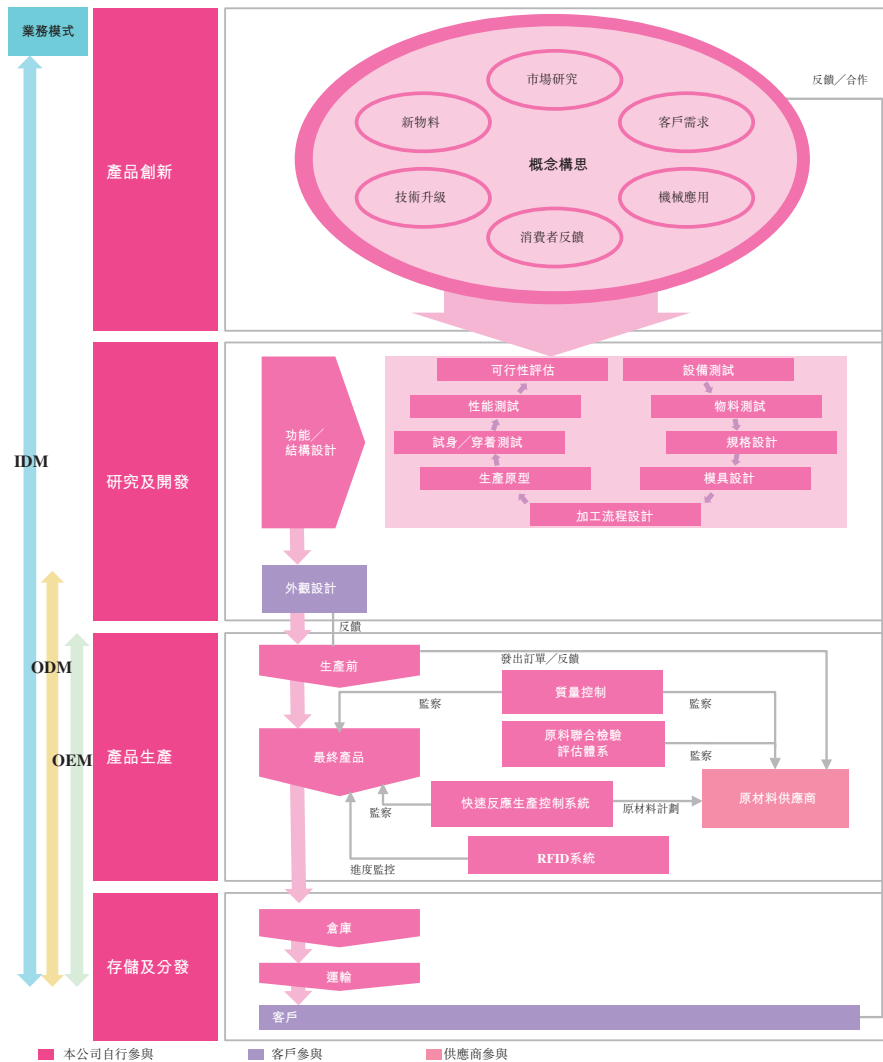 業務模式
IDM
ODM
OEM
產品創新
市場研究
新物料
客戶需求
概念構思
技術升級
機械應用
消費者反饋
反饋／合作
研究及開發
功能／
結構設計
可行性評估
設備測試
性能測試
物料測試
試身／穿着測試
規格設計
生產原型
模具設計
加工流程設計
外觀設計
反饋
產品生產
生產前
發出訂單／反饋
質量控制
監察
監察
原料聯合檢驗
評估體系
監察
最終產品
快速反應生產控制系統
監察
原材料計劃
原材料供應商
RFID系統
進度監控
存儲及分發
倉庫
運輸
客戶
本公司自行參與
客戶參與
供應商參與